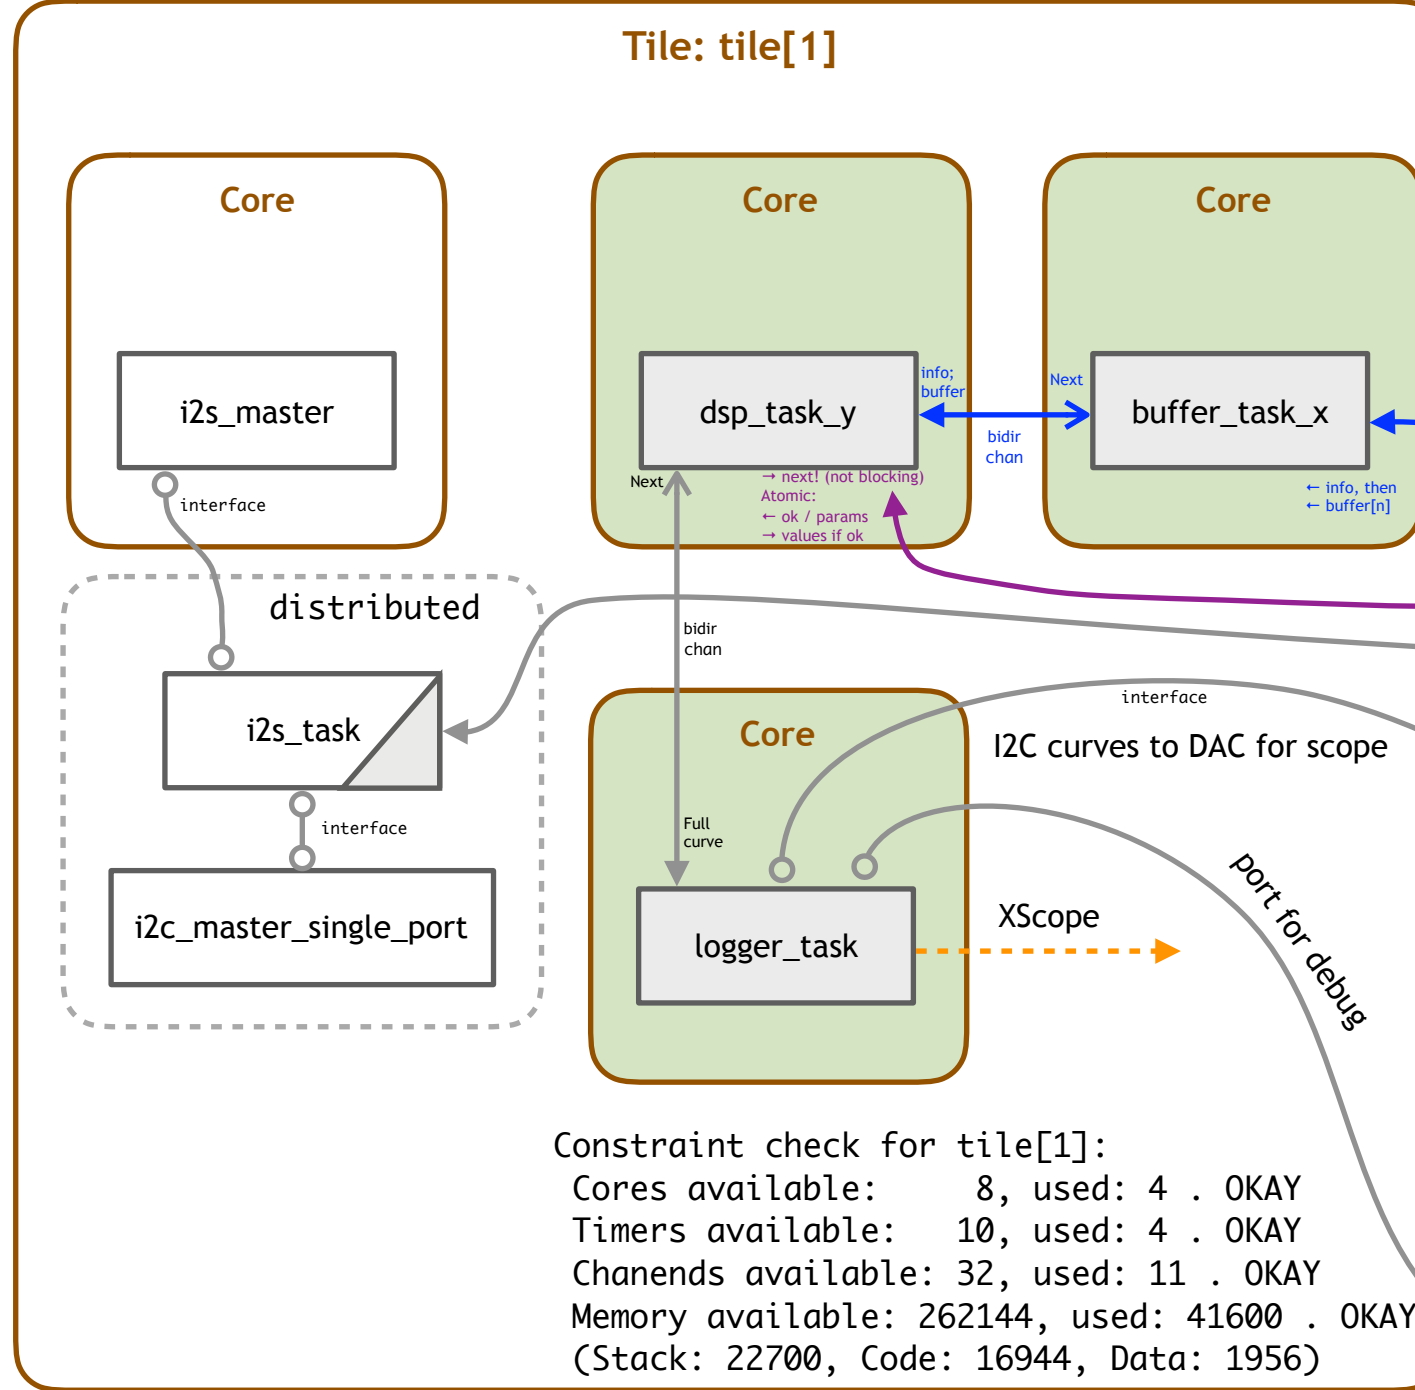 Tile: tile[1]
Core
Core
Core
i2s_master
dsp_task_y
info;
buffer
Next
buffer_task_x
bidir
chan
interface
Next
→ next! (not blocking)
Atomic:
← ok / params
→ values if ok
← info, then
← buffer[n]
distributed
bidir
chan
i2s_task
interface
Core
interface
I2C curves to DAC for scope
Full
curve
i2c_master_single_port
logger_task
XScope
port for debug
Constraint check for tile[1]:
Cores available:     8, used: 4 . OKAY
Timers available:   10, used: 4 . OKAY
Chanends available: 32, used: 11 . OKAY
Memory available: 262144, used: 41600 . OKAY
(Stack: 22700, Code: 16944, Data: 1956)